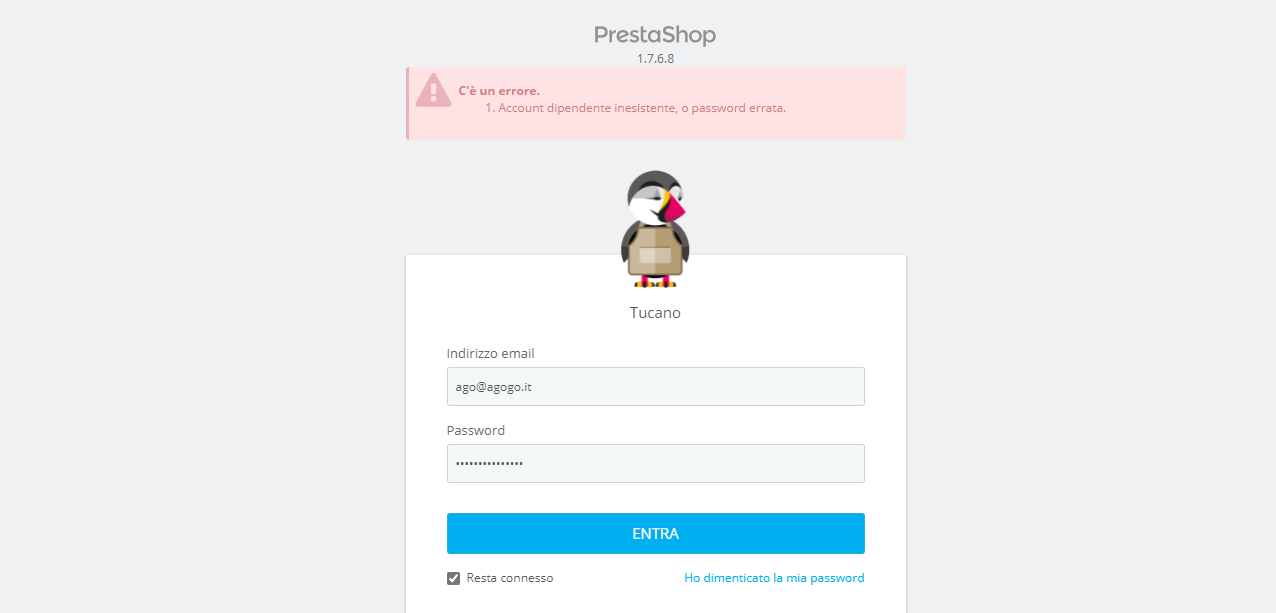 PrestaShop
1.7.6.8
C'è un errore.
1. Account dipendente inesistente, o password errata.
Tucano
Indirizzo email
ago@agogo.it
Password
•••••••••••••••
ENTRA
Resta connesso
Ho dimenticato la mia password